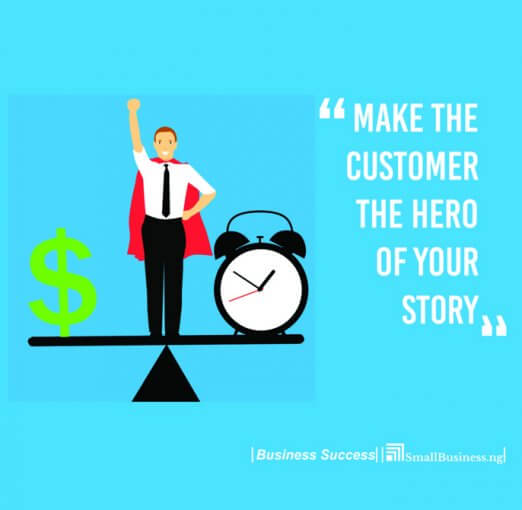 “ MAKE THE
CUSTOMER
THE HERO
OF YOUR
STORY ”
$
|Business Success| | SmallBusiness.ng|